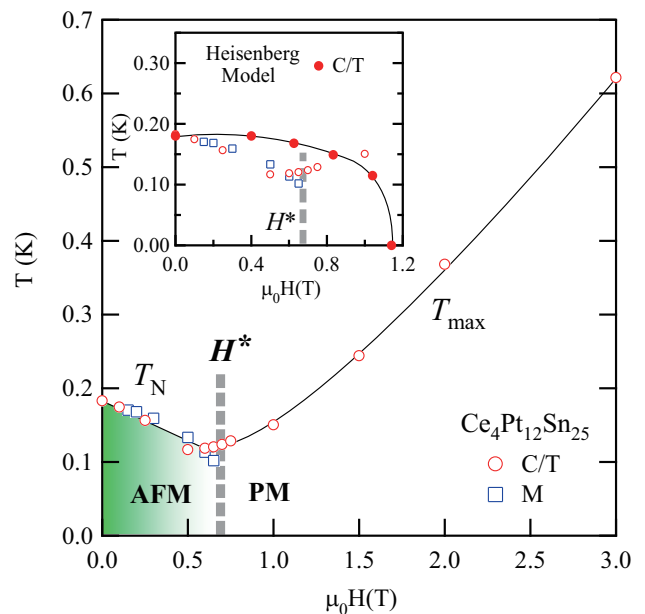 0.7
0.6
0.5
0.4
0.3
0.2
0.1
0.0
T (K)
0.0
0.5
1.0
1.5
2.0
2.5
3.0
μ0H(T)
Heisenberg
Model
C/T
0.30
0.20
0.10
0.00
T (K)
0.0
0.4
0.8
1.2
μ0H(T)
H*
H*
TN
Tmax
AFM
PM
Ce4Pt12Sn25
C/T
M